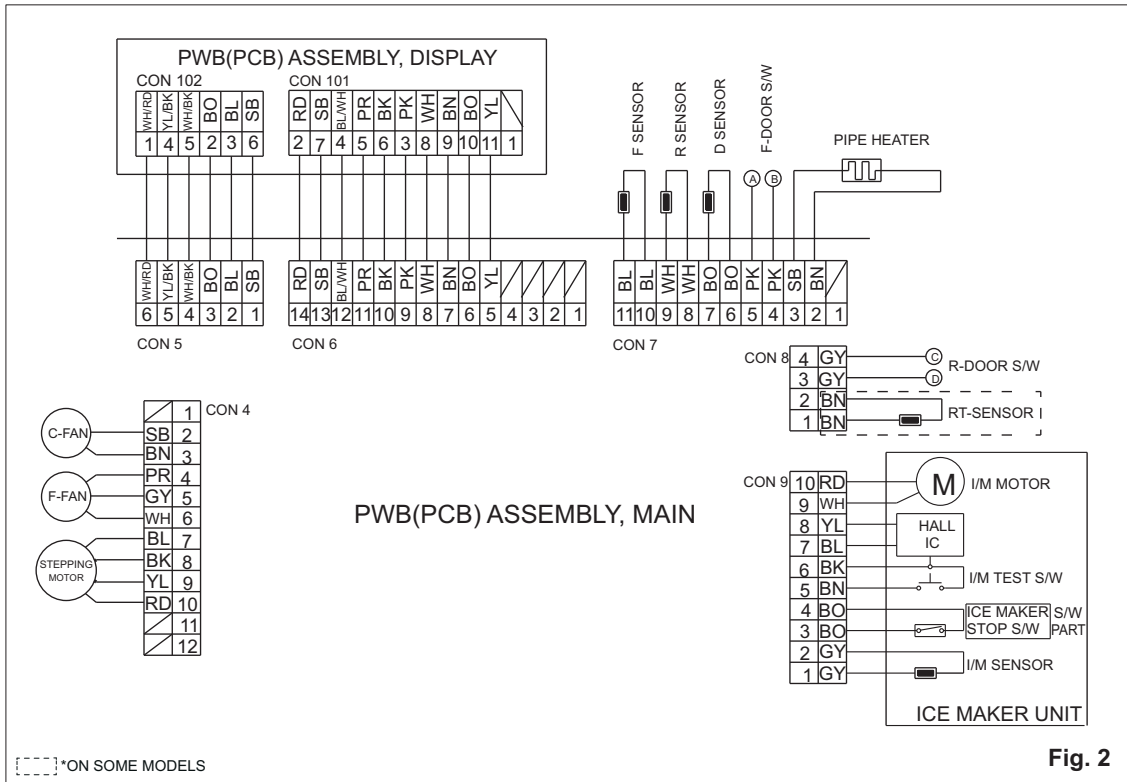 PWB(PCB) ASSEMBLY, DISPLAY
CON 102
CON 101
WH/RD YL/BK WH/BK BO BL SB
1 4 5 2 3 6
RD SB BL/WH PR BK PK WH BN BO YL
2 7 4 5 6 3 8 9 10 11 1
F SENSOR
R SENSOR
D SENSOR
F-DOOR S/W
A B
PIPE HEATER
WH/RD YL/BK WH/BK BO BL SB
6 5 4 3 2 1
CON 5
RD SB BL/WH PR BK PK WH BN BO YL
14 13 12 11 10 9 8 7 6 5 4 3 2 1
CON 6
BL BL WH WH BO BO PK PK SB BN
11 10 9 8 7 6 5 4 3 2 1
CON 7
CON 8
4 GY C
3 GY D
R-DOOR S/W
2 BN
1 BN
RT-SENSOR
CON 4
1
C-FAN
SB 2
BN 3
F-FAN
PR 4
GY 5
WH 6
STEPPING
MOTOR
BL 7
BK 8
YL 9
RD 10
11
12
PWB(PCB) ASSEMBLY, MAIN
CON 9
10 RD
9 WH
8 YL
7 BL
6 BK
5 BN
4 BO
3 BO
2 GY
1 GY
M
I/M MOTOR
HALL
IC
I/M TEST S/W
ICE MAKER S/W
STOP S/W PART
I/M SENSOR
ICE MAKER UNIT
*ON SOME MODELS
Fig. 2